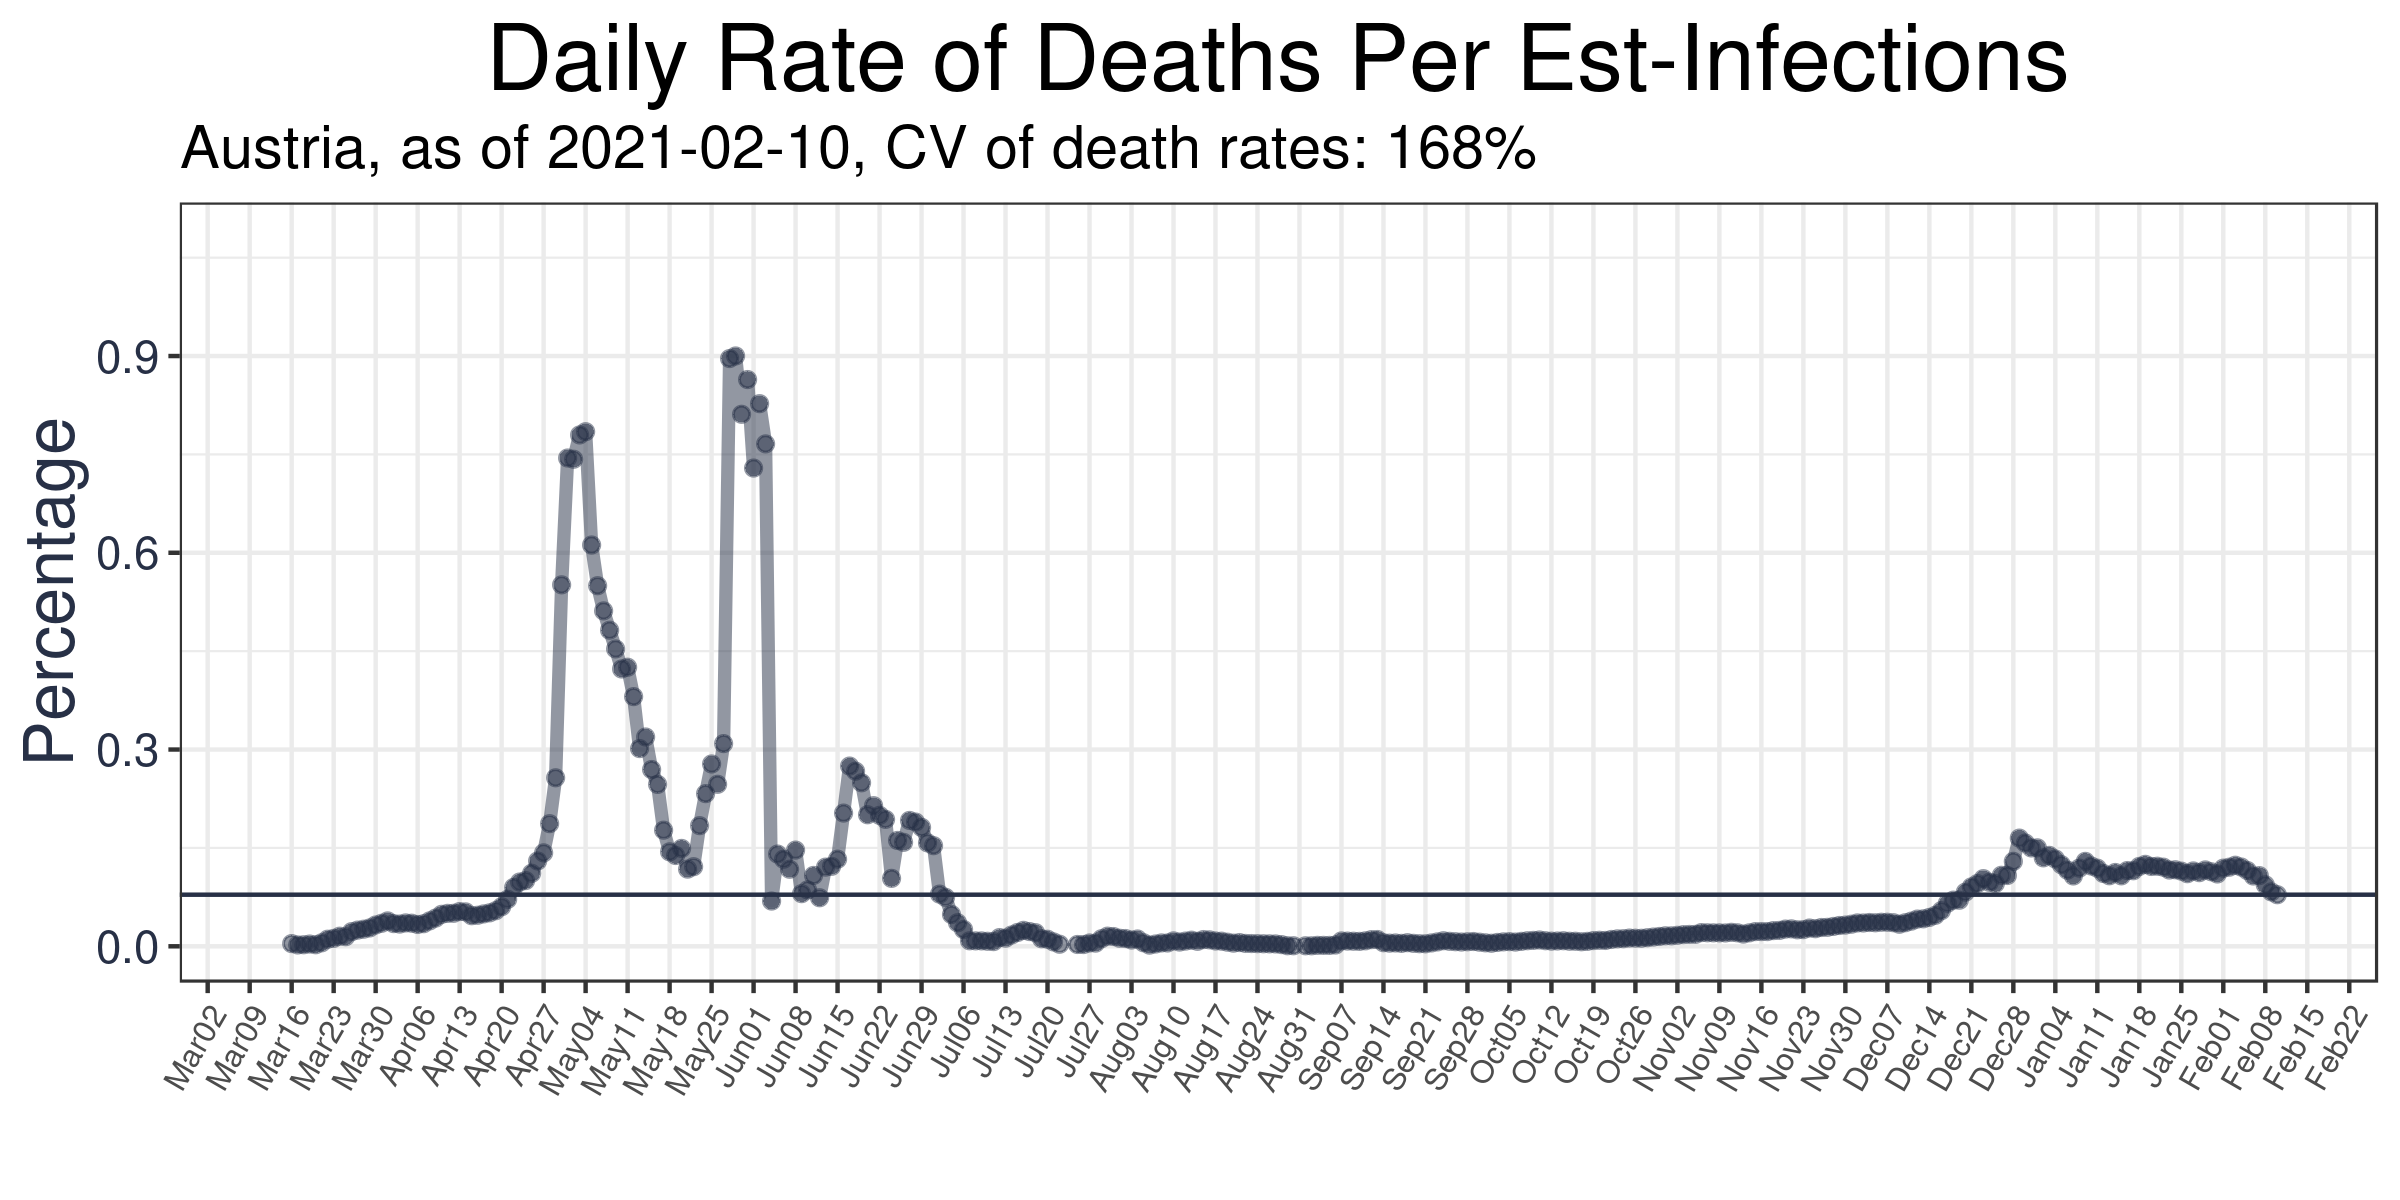 Daily Rate of Deaths Per Est-Infections
Austria, as of 2021-02-10, CV of death rates: 168%
Percentage
0.9
0.6
0.3
0.0
Mar02 Mar09 Mar16 Mar23 Mar30 Apr06 Apr13 Apr20 Apr27 May04 May11 May18 May25 Jun01 Jun08 Jun15 Jun22 Jun29 Jul06 Jul13 Jul20 Jul27 Aug03 Aug10 Aug17 Aug24 Aug31 Sep07 Sep14 Sep21 Sep28 Oct05 Oct12 Oct19 Oct26 Nov02 Nov09 Nov16 Nov23 Nov30 Dec07 Dec14 Dec21 Dec28 Jan04 Jan11 Jan18 Jan25 Feb01 Feb08 Feb15 Feb22